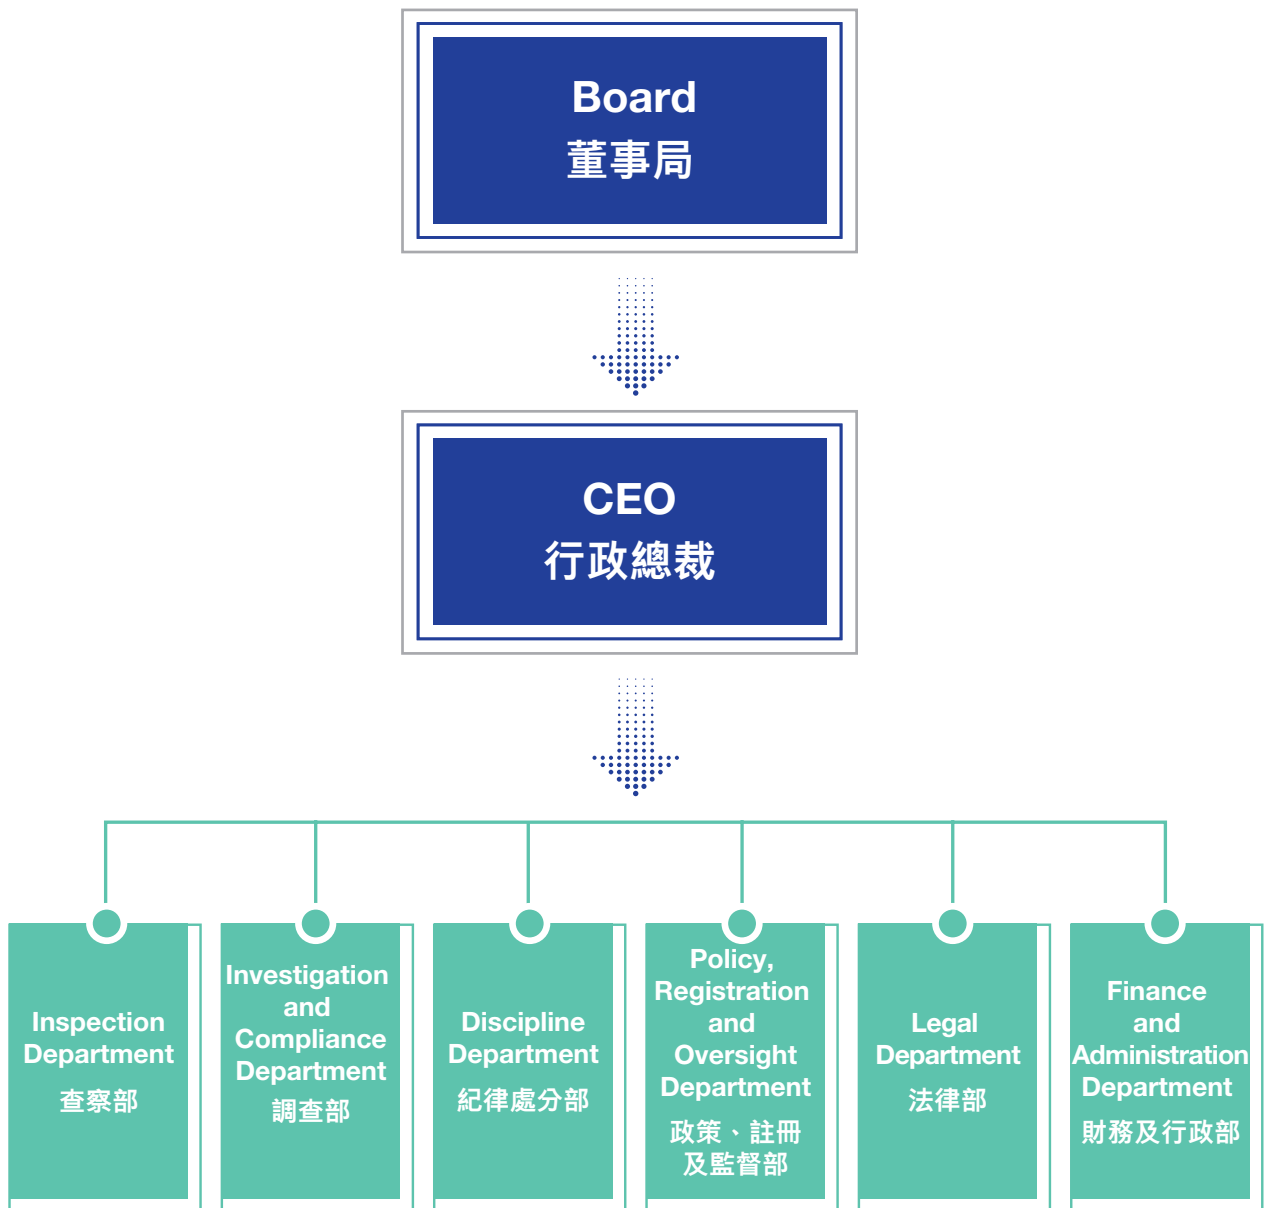 Board
董事局
CEO
行政總裁
Inspection
Department
查察部
Investigation
and
Compliance
Department
調查部
Discipline
Department
紀律處分部
Policy,
Registration
and
Oversight
Department
政策、註冊
及監督部
Legal
Department
法律部
Finance
and
Administration
Department
財務及行政部